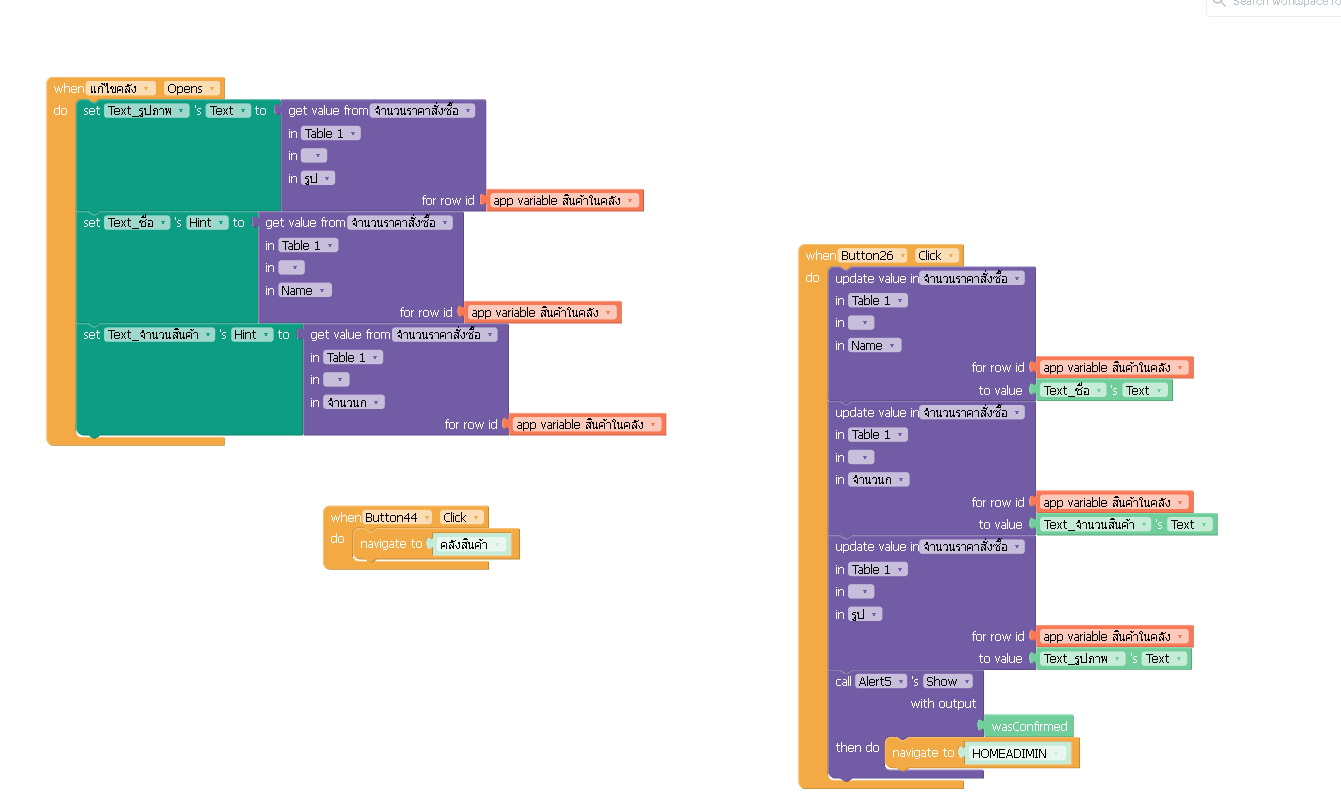 Search Workspace
when แก้ไขคลัง Opens
do set Text_รูปภาพ 's Text to get value from จำนวนราคาสั่งซื้อ
in Table 1
in
in รูป
for row id app variable สินค้าในคลัง
set Text_ชื่อ 's Hint to get value from จำนวนราคาสั่งซื้อ
in Table 1
in
in Name
for row id app variable สินค้าในคลัง
set Text_จำนวนสินค้า 's Hint to get value from จำนวนราคาสั่งซื้อ
in Table 1
in
in จำนวนก
for row id app variable สินค้าในคลัง
when Button44 Click
do navigate to คลังสินค้า
when Button26 Click
do update value in จำนวนราคาสั่งซื้อ
in Table 1
in
in Name
for row id app variable สินค้าในคลัง
to value Text_ชื่อ 's Text
update value in จำนวนราคาสั่งซื้อ
in Table 1
in
in จำนวนก
for row id app variable สินค้าในคลัง
to value Text_จำนวนสินค้า 's Text
update value in จำนวนราคาสั่งซื้อ
in Table 1
in
in รูป
for row id app variable สินค้าในคลัง
to value Text_รูปภาพ 's Text
call Alert5 's Show
with output
wasConfirmed
then do navigate to HOMEADIMIN